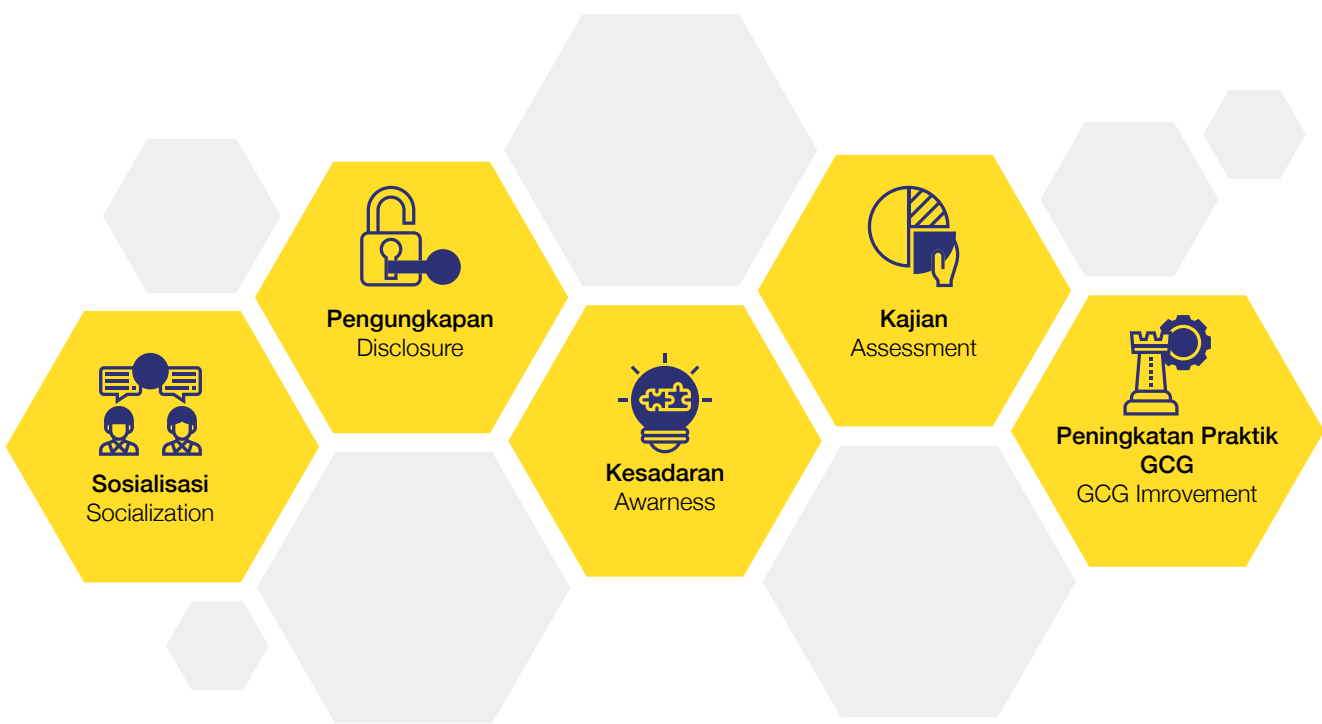 Sosialisasi
Socialization
Pengungkapan
Disclosure
Kesadaran
Awarness
Kajian
Assessment
Peningkatan Praktik
GCG
GCG Imrovement